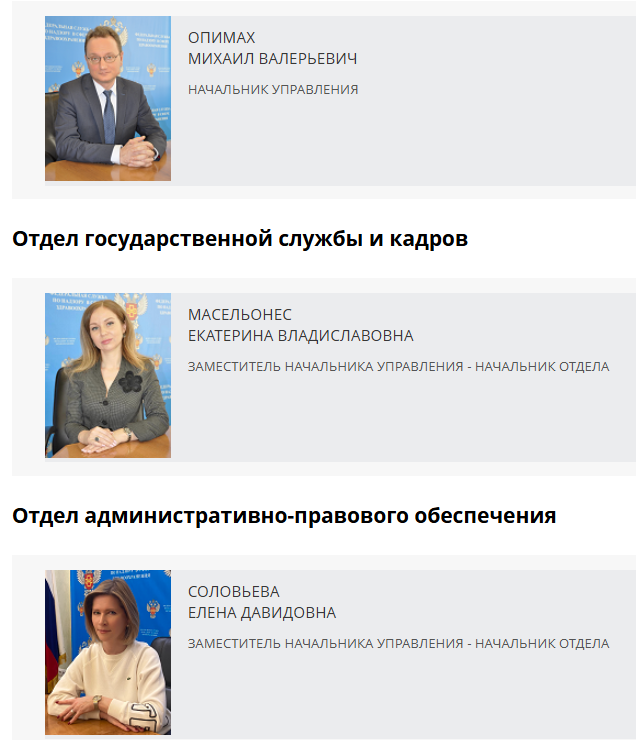 ОПИМАХ
МИХАИЛ ВАЛЕРЬЕВИЧ
НАЧАЛЬНИК УПРАВЛЕНИЯ
Отдел государственной службы и кадров
МАСЕЛЬОНЕС
ЕКАТЕРИНА ВЛАДИСЛАВОВНА
ЗАМЕСТИТЕЛЬ НАЧАЛЬНИКА УПРАВЛЕНИЯ - НАЧАЛЬНИК ОТДЕЛА
Отдел административно-правового обеспечения
СОЛОВЬЕВА
ЕЛЕНА ДАВИДОВНА
ЗАМЕСТИТЕЛЬ НАЧАЛЬНИКА УПРАВЛЕНИЯ - НАЧАЛЬНИК ОТДЕЛА